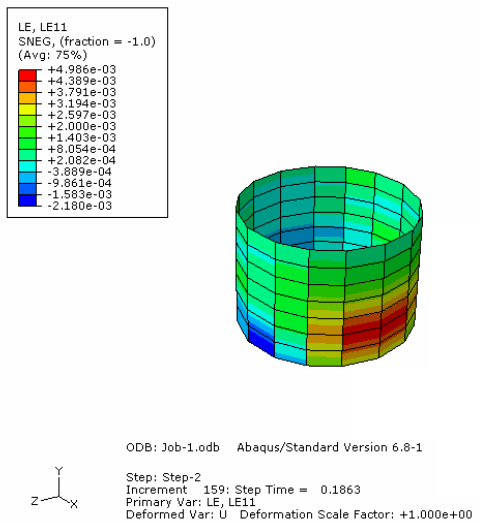 LE, LE11
SNEG, (fraction = -1.0)
(Avg: 75%)
+4.986e-03
+4.389e-03
+3.791e-03
+3.194e-03
+2.597e-03
+2.000e-03
+1.403e-03
+8.054e-04
+2.082e-04
-3.889e-04
-9.861e-04
-1.583e-03
-2.180e-03
ODB: Job-1.odb Abaqus/Standard Version 6.8-1
Step: Step-2
Increment 159: Step Time = 0.1863
Primary Var: LE, LE11
Deformed Var: U Deformation Scale Factor: +1.000e+00
Y
Z
X